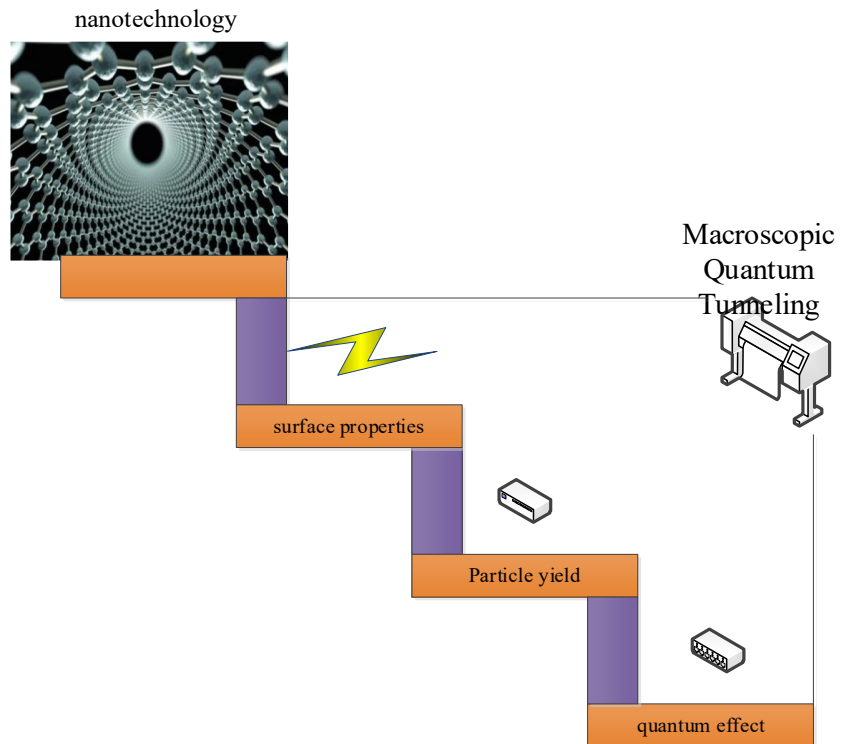 nanotechnology
Macroscopic
Quantum
Tunneling
surface properties
Particle yield
quantum effect